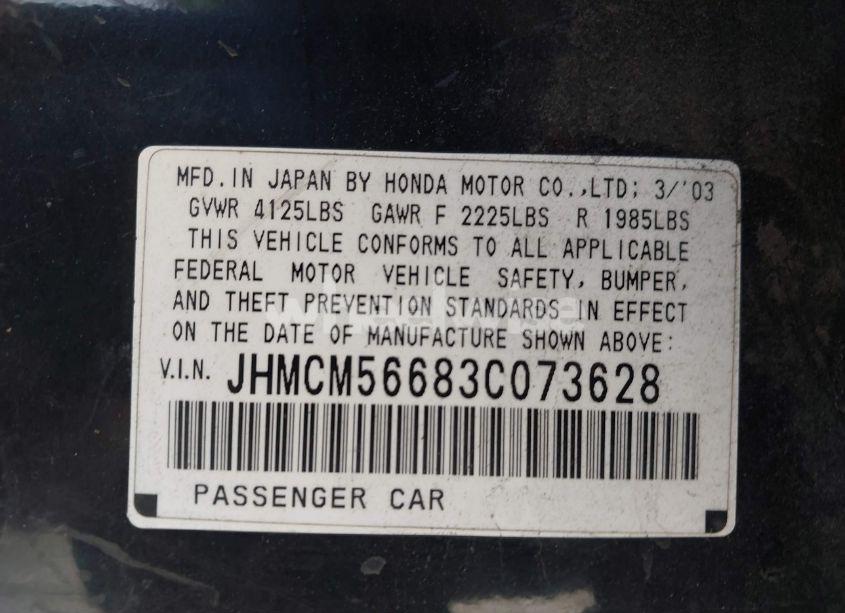 MFD. IN JAPAN BY HONDA MOTOR CO.,LTD; 3/'03
GVWR 4125LBS GAWR F 2225LBS R 1985LBS
THIS VEHICLE CONFORMS TO ALL APPLICABLE
FEDERAL MOTOR VEHICLE SAFETY, BUMPER,
AND THEFT PREVENTION STANDARDS IN EFFECT
ON THE DATE OF MANUFACTURE SHOWN ABOVE:
V.I.N. JHMCM56683C073628
PASSENGER CAR